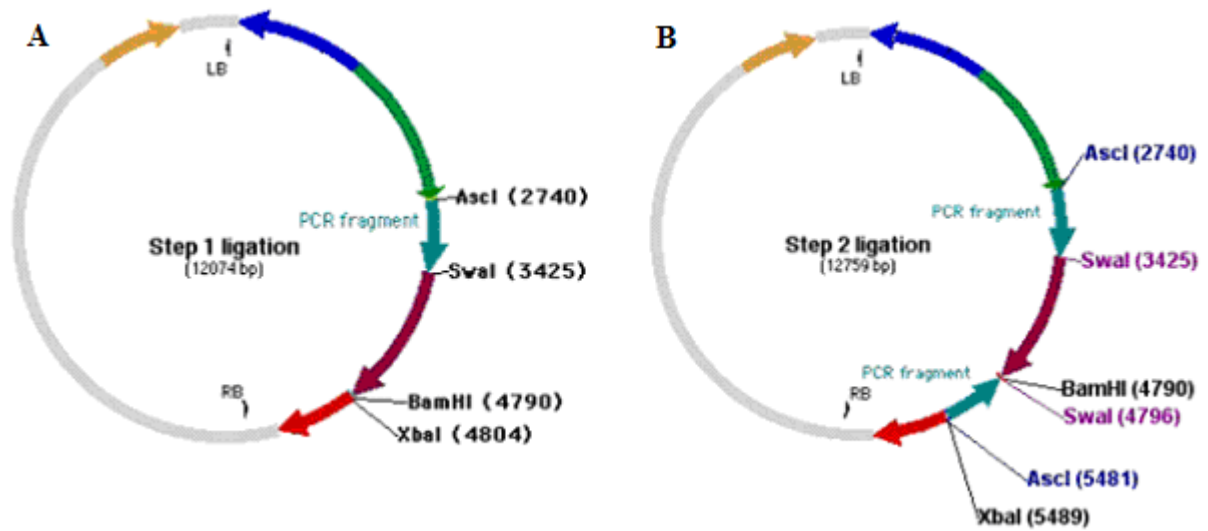 A
LB
AscI (2740)
PCR fragment
Step 1 ligation
(12074 bp)
SwaI (3425)
RB
BamHI (4790)
XbaI (4804)
B
LB
AscI (2740)
PCR fragment
Step 2 ligation
(12759 bp)
SwaI (3425)
PCR fragment
RB
BamHI (4790)
SwaI (4796)
AscI (5481)
XbaI (5489)